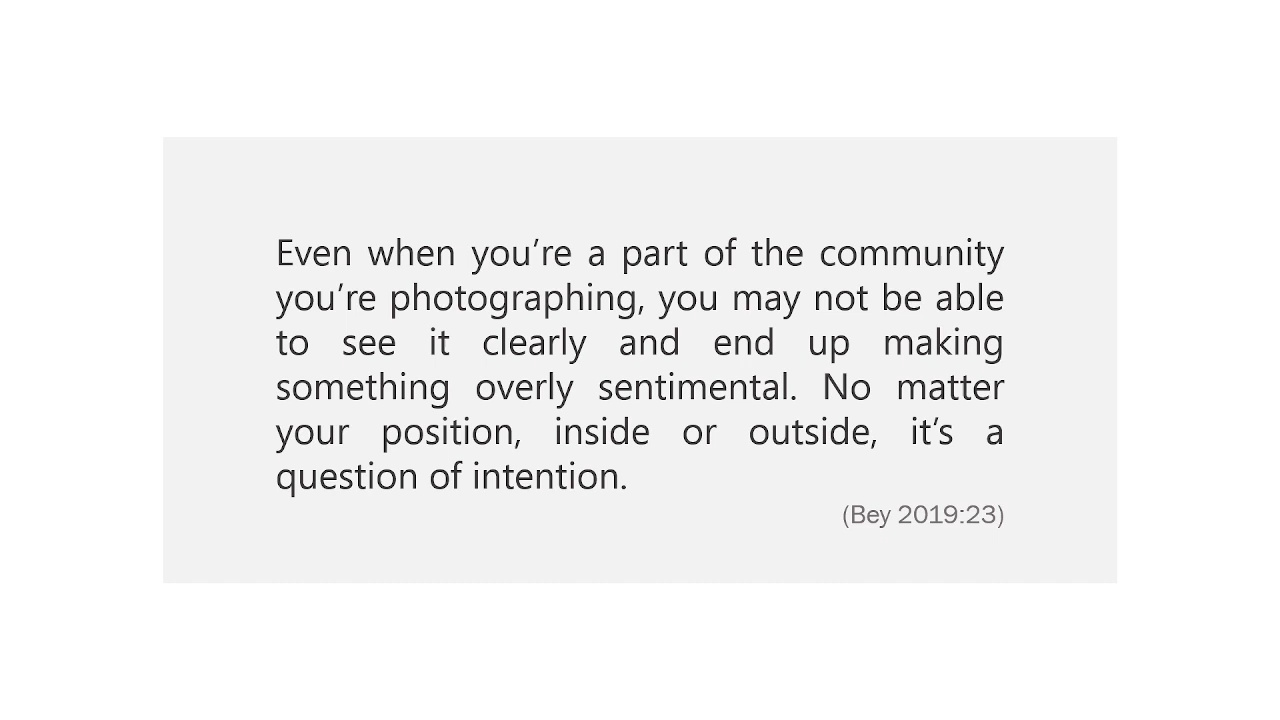 Even when you’re a part of the community
you’re photographing, you may not be able
to see it clearly and end up making
something overly sentimental. No matter
your position, inside or outside, it’s a
question of intention.
(Bey 2019:23)